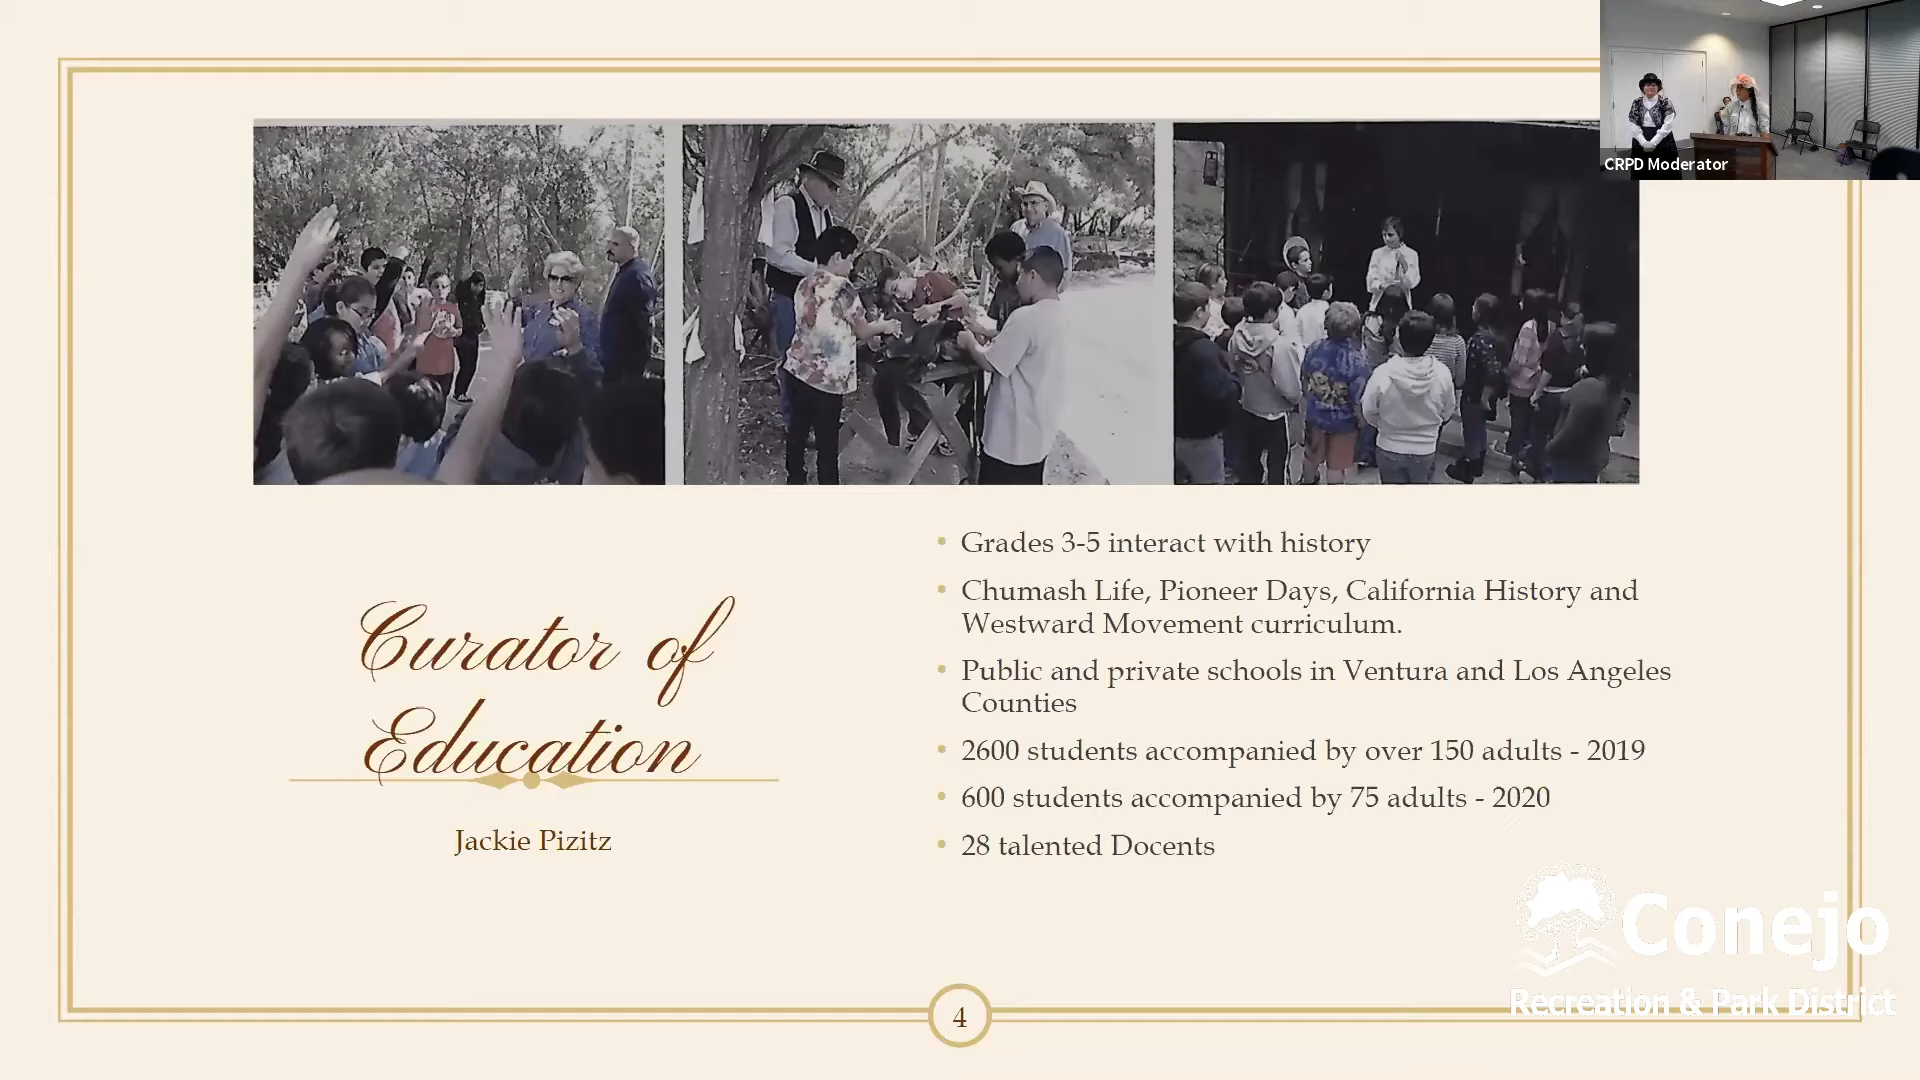 CRPD Moderator
Curator of
Education
Jackie Pizitz
• Grades 3-5 interact with history
• Chumash Life, Pioneer Days, California History and
Westward Movement curriculum.
• Public and private schools in Ventura and Los Angeles
Counties
• 2600 students accompanied by over 150 adults - 2019
• 600 students accompanied by 75 adults - 2020
• 28 talented Docents
Conejo
Recreation & Park District
4